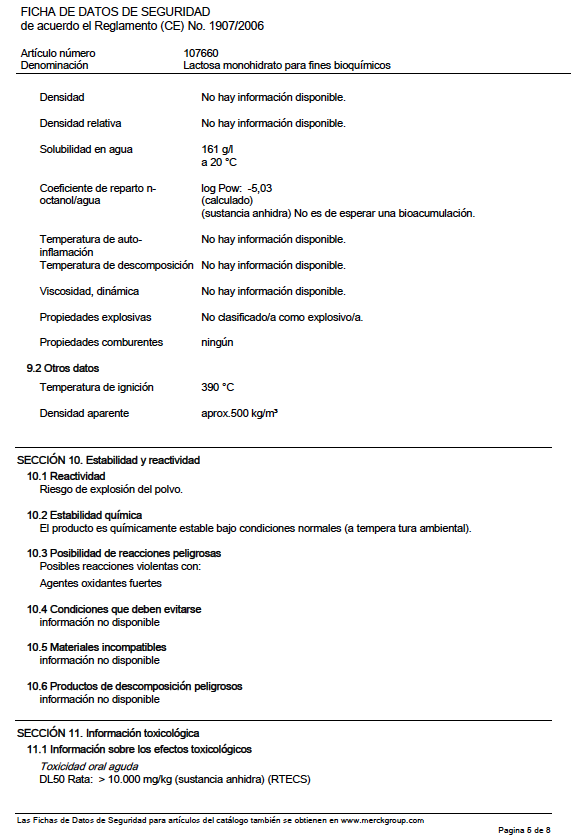 FICHA DE DATOS DE SEGURIDAD
de acuerdo el Reglamento (CE) No. 1907/2006
Artículo número 107660
Denominación Lactosa monohidrato para fines bioquímicos
Densidad No hay información disponible.
Densidad relativa No hay información disponible.
Solubilidad en agua 161 g/l
a 20 °C
Coeficiente de reparto n- log Pow: -5,03
octanol/agua (calculado)
(sustancia anhidra) No es de esperar una bioacumulación.
Temperatura de auto- No hay información disponible.
inflamación
Temperatura de descomposición No hay información disponible.
Viscosidad, dinámica No hay información disponible.
Propiedades explosivas No clasificado/a como explosivo/a.
Propiedades comburentes ningún
9.2 Otros datos
Temperatura de ignición 390 °C
Densidad aparente aprox.500 kg/m³
SECCIÓN 10. Estabilidad y reactividad
10.1 Reactividad
Riesgo de explosión del polvo.
10.2 Estabilidad química
El producto es químicamente estable bajo condiciones normales (a tempera tura ambiental).
10.3 Posibilidad de reacciones peligrosas
Posibles reacciones violentas con:
Agentes oxidantes fuertes
10.4 Condiciones que deben evitarse
información no disponible
10.5 Materiales incompatibles
información no disponible
10.6 Productos de descomposición peligrosos
información no disponible
SECCIÓN 11. Información toxicológica
11.1 Información sobre los efectos toxicológicos
Toxicidad oral aguda
DL50 Rata: > 10.000 mg/kg (sustancia anhidra) (RTECS)
Las Fichas de Datos de Seguridad para artículos del catálogo también se obtienen en www.merckgroup.com
Pagina 5 de 8